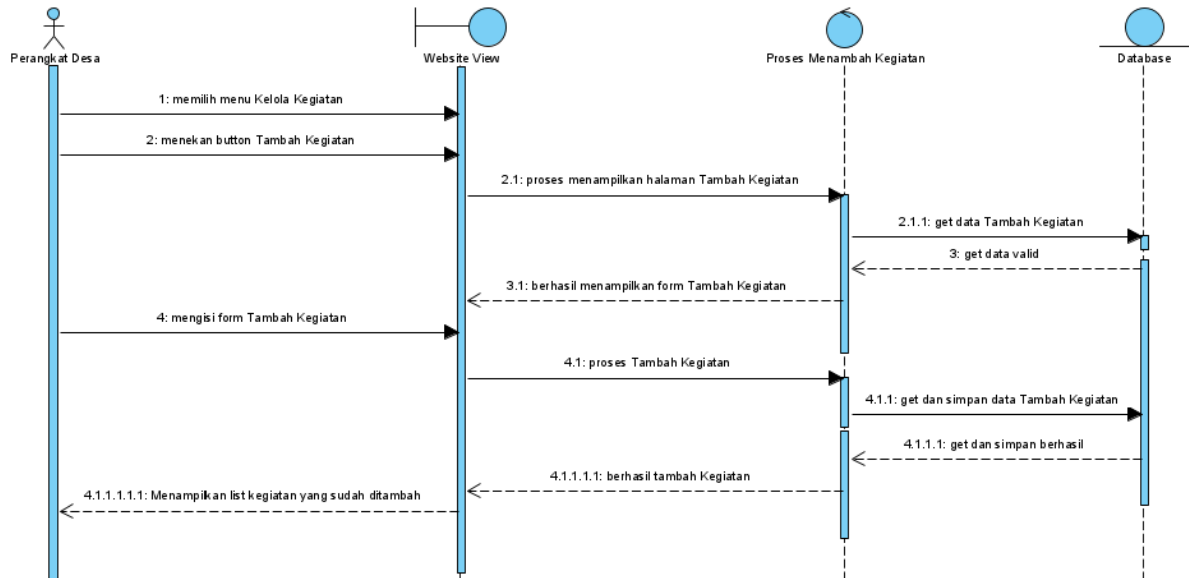 Perangkat Desa
Website View
Proses Menambah Kegiatan
Database
1: memilih menu Kelola Kegiatan
2: menekan button Tambah Kegiatan
2.1: proses menampilkan halaman Tambah Kegiatan
2.1.1: get data Tambah Kegiatan
3: get data valid
3.1: berhasil menampilkan form Tambah Kegiatan
4: mengisi form Tambah Kegiatan
4.1: proses Tambah Kegiatan
4.1.1: get dan simpan data Tambah Kegiatan
4.1.1.1: get dan simpan berhasil
4.1.1.1.1: berhasil tambah Kegiatan
4.1.1.1.1.1: Menampilkan list kegiatan yang sudah ditambah